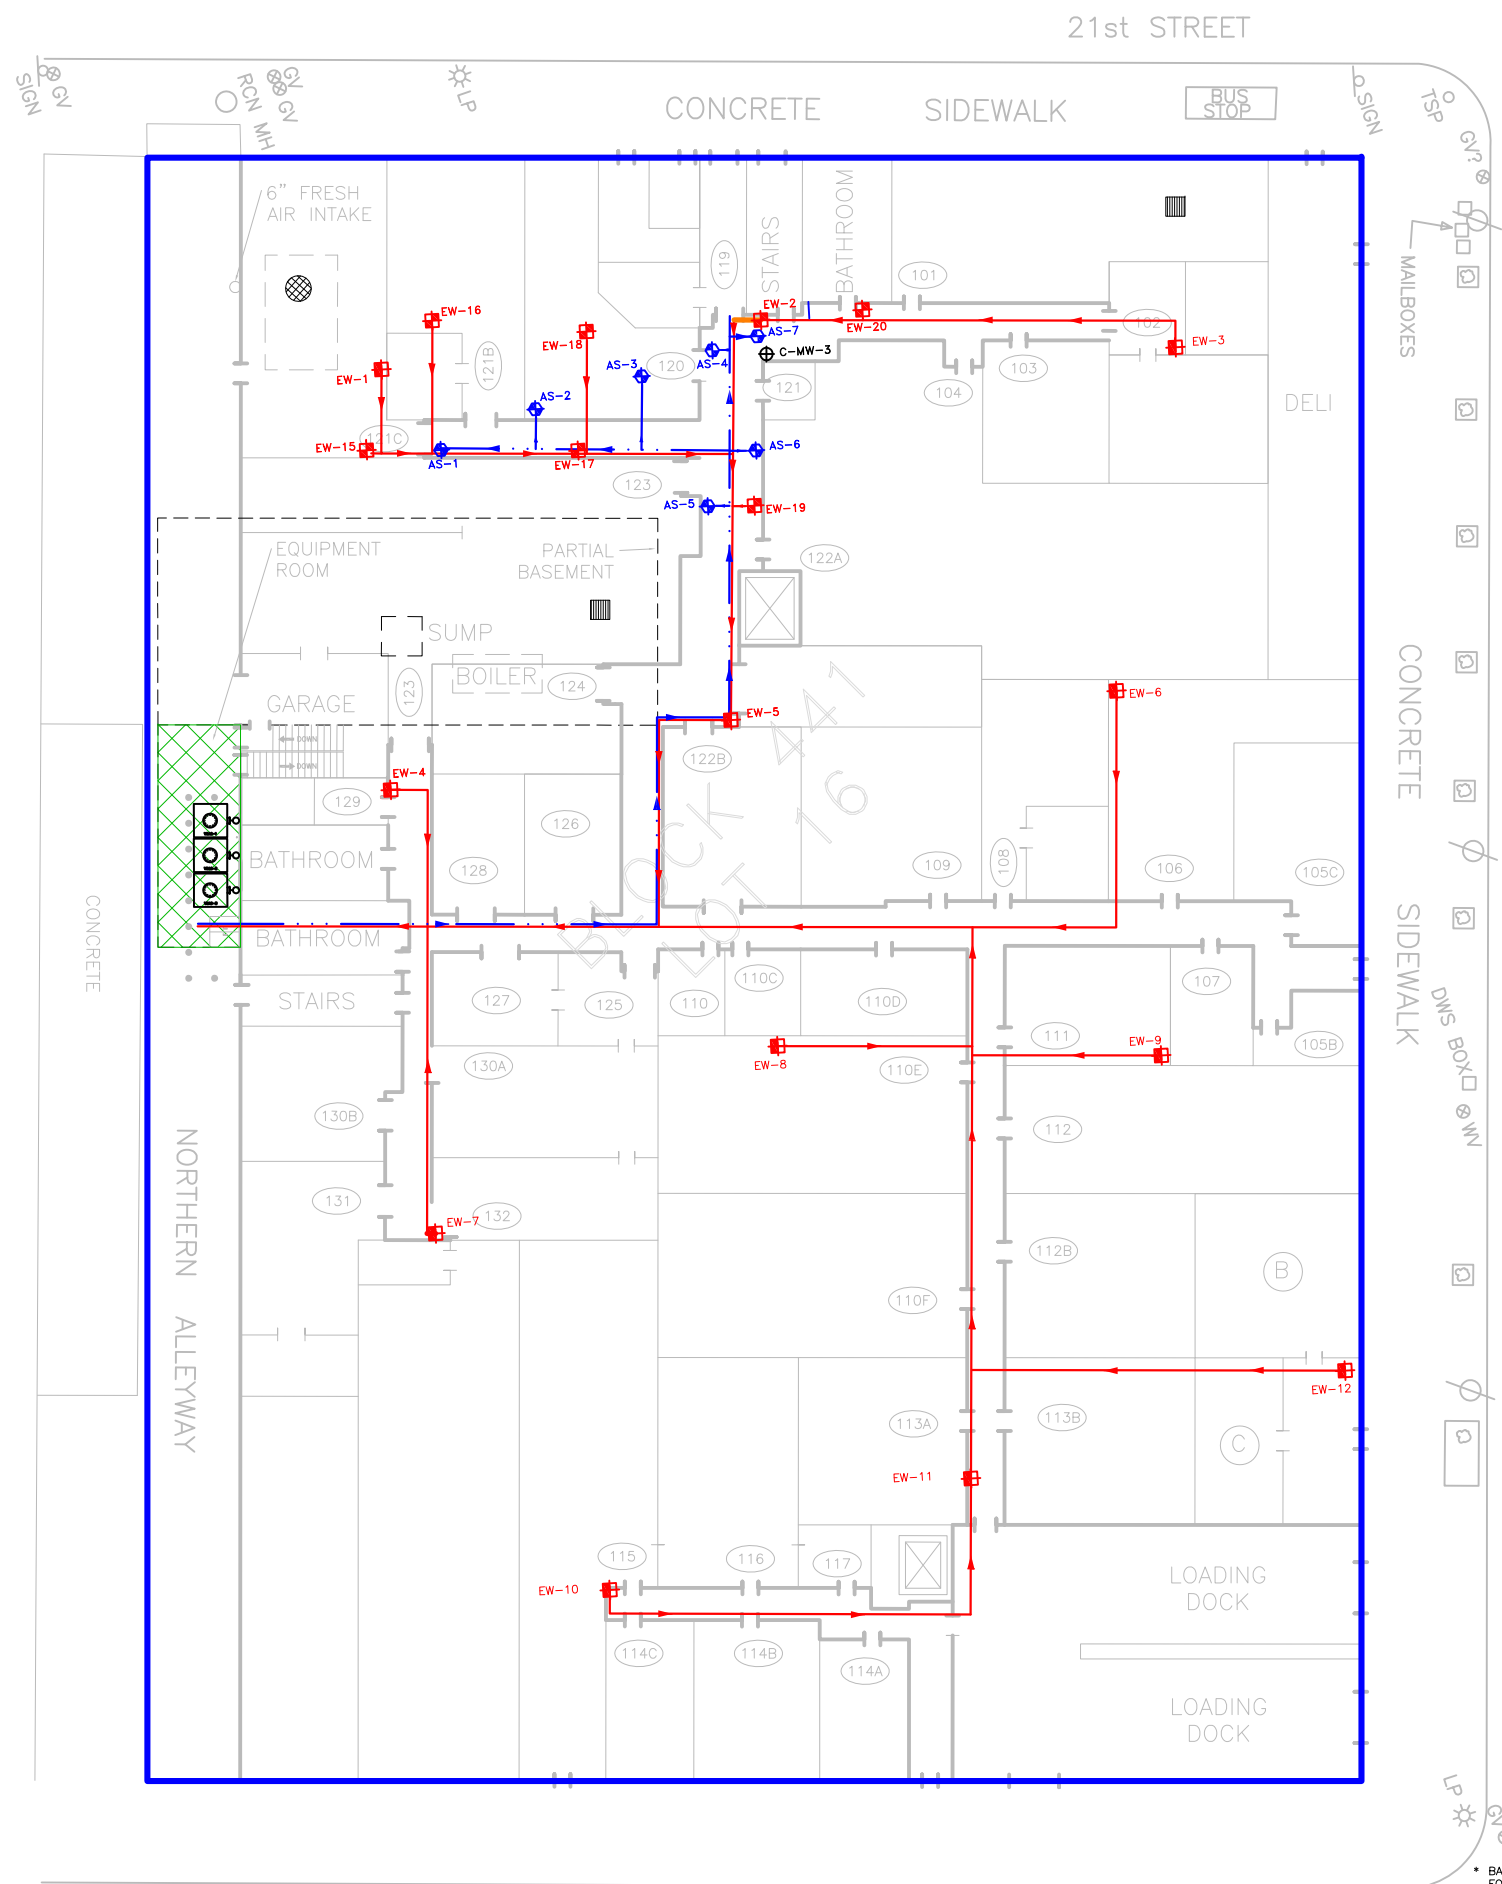 21st STREET
SIGN
GV
RCN MH
GV
GV
LP
CONCRETE SIDEWALK
BUS
STOP
SIGN
TSP
GV?
6" FRESH
AIR INTAKE
119
STAIRS
BATHROOM
101
MAILBOXES
EW-16
EW-2
EW-20
102
EW-3
EW-18
AS-7
AS-4
C-MW-3
EW-1
121B
AS-3
120
121
104
103
AS-2
DELI
121C
EW-15
AS-1
EW-17
AS-6
123
AS-5
EW-19
EQUIPMENT
ROOM
PARTIAL
BASEMENT
122A
SUMP
BOILER
124
123
GARAGE
EW-6
EW-5
DOWN
DOWN
122B
BLOCK 441
LOT 16
EW-4
129
126
BATHROOM
128
109
108
106
105C
CONCRETE
SIDEWALK
CONCRETE
BATHROOM
STAIRS
127
125
110
110C
110D
107
111
105B
DWS BOX
WV
EW-8
EW-9
130A
110E
130B
112
NORTHERN ALLEYWAY
131
EW-7
132
112B
B
110F
EW-12
113A
113B
C
EW-11
115
116
117
EW-10
LOADING
DOCK
114C
114B
114A
LOADING
DOCK
LP